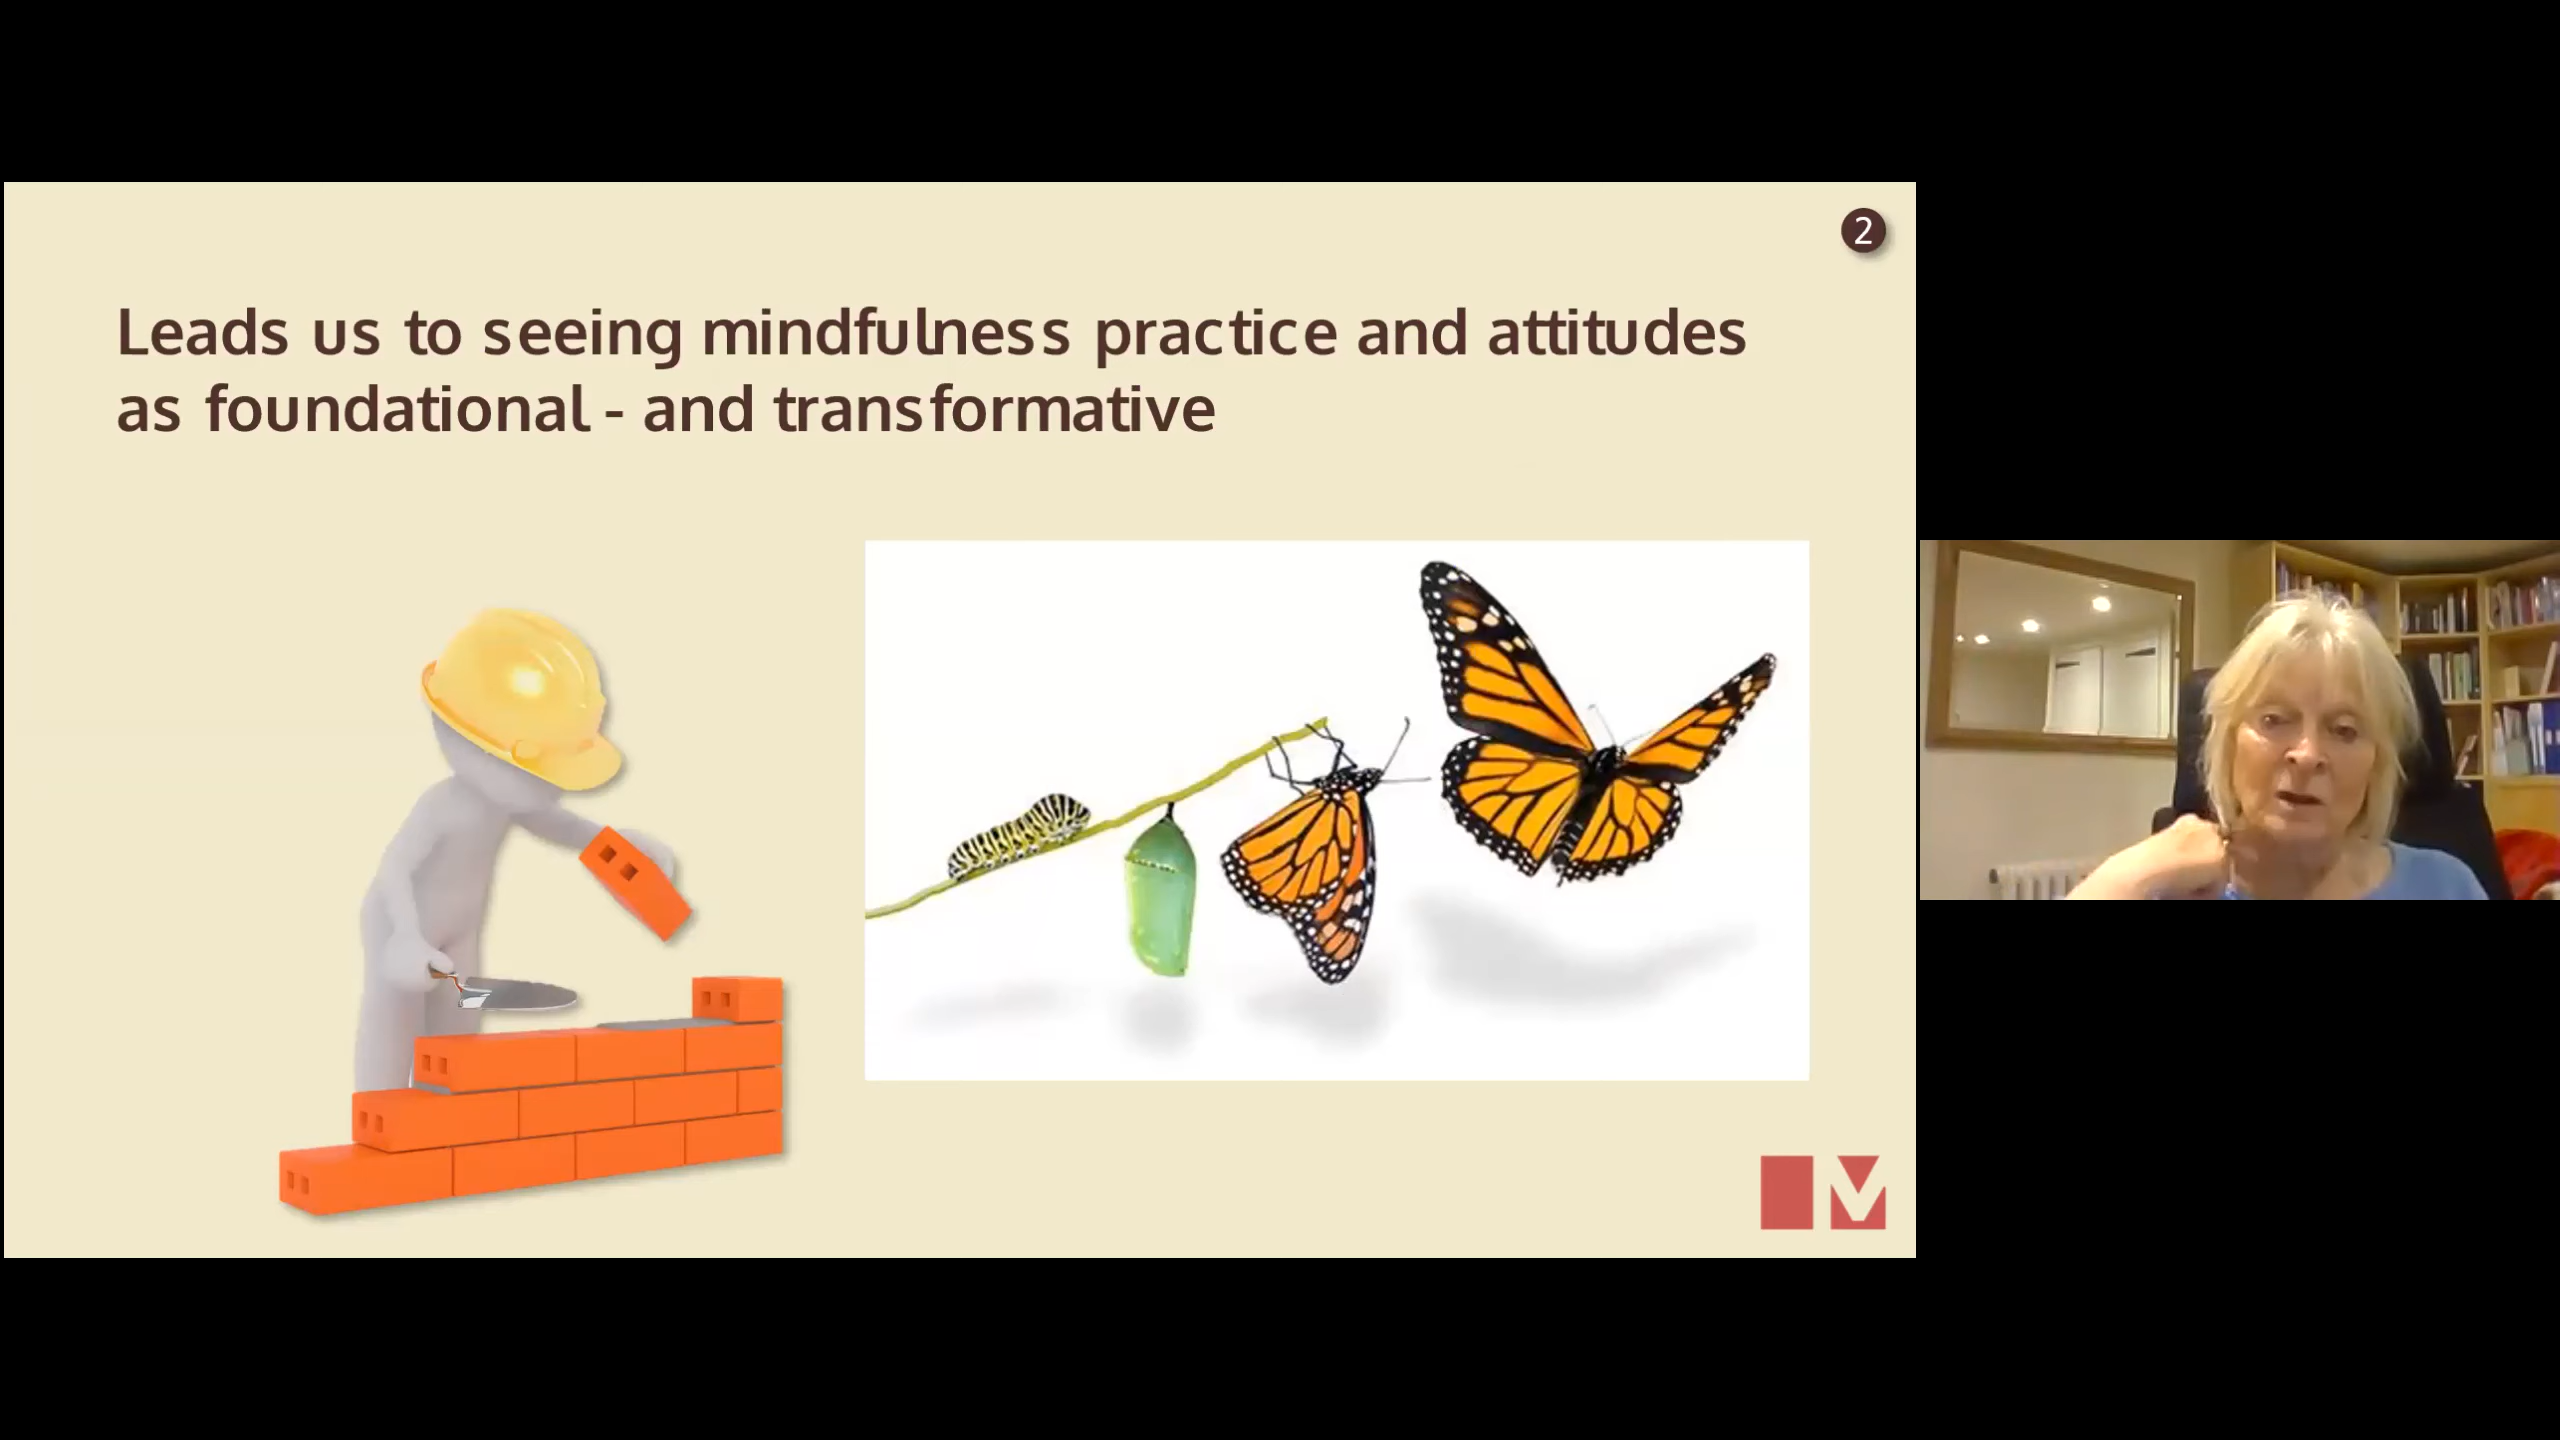 2
Leads us to seeing mindfulness practice and attitudes
as foundational - and transformative